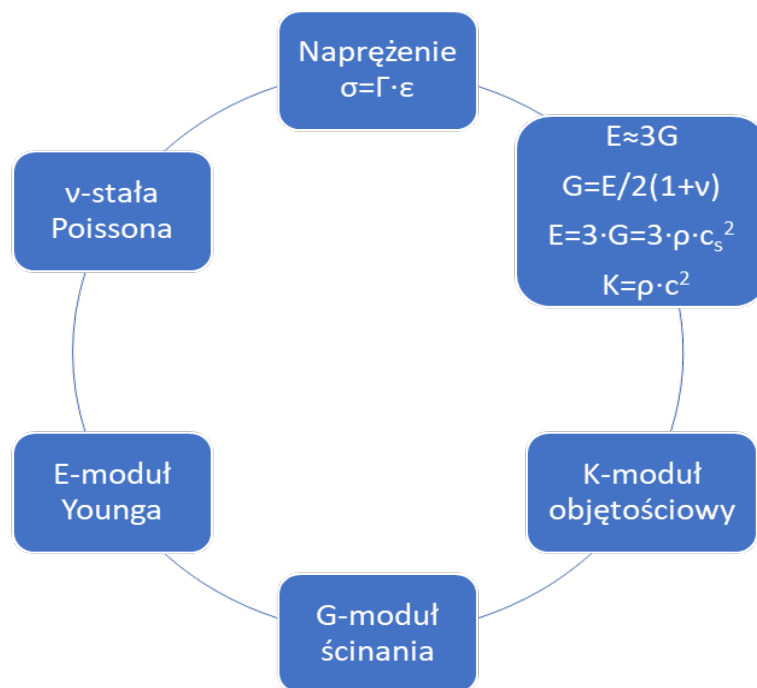 Naprężenie
σ=Γ·ε
E≈3G
G=E/2(1+ν)
E=3·G=3·ρ·cₛ²
K=ρ·c²
K-moduł
objętościowy
G-moduł
ścinania
E-moduł
Younga
ν-stała
Poissona